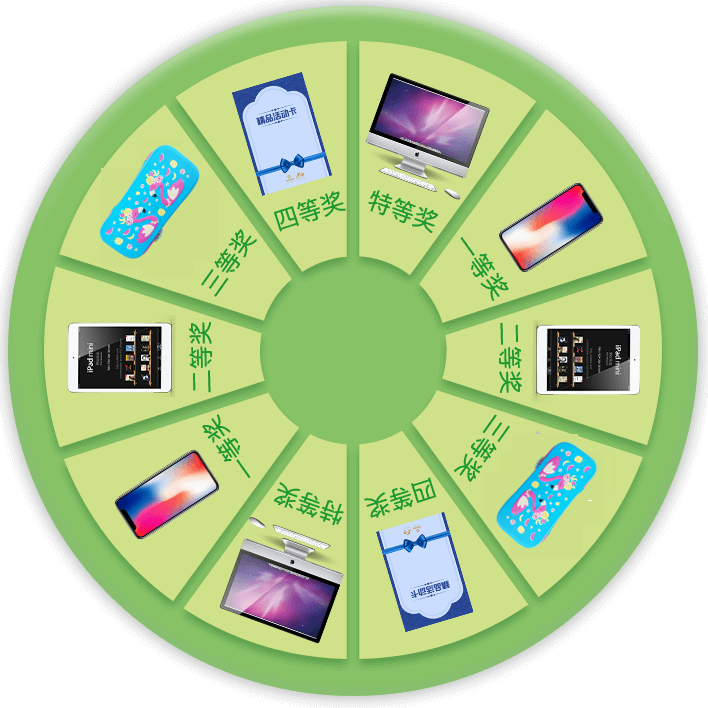 特等奖
一等奖
二等奖
iPad mini
三等奖
四等奖
精品活动卡
特等奖
一等奖
二等奖
iPad mini
三等奖
四等奖
精品活动卡